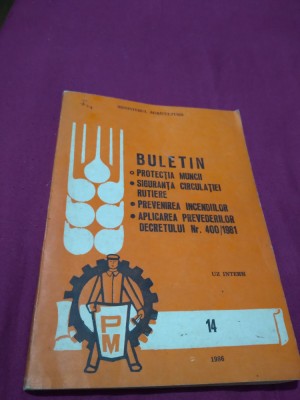 BULETIN
PROTECȚIA MUNCII
• SIGURANȚA CIRCULAȚIEI
RUTIERE
• PREVENIREA INCENDIILOR
• APLICAREA PREVEDERILOR
DECRETULUI Nr. 400/1981
UZ INTERN
PM
14
1986